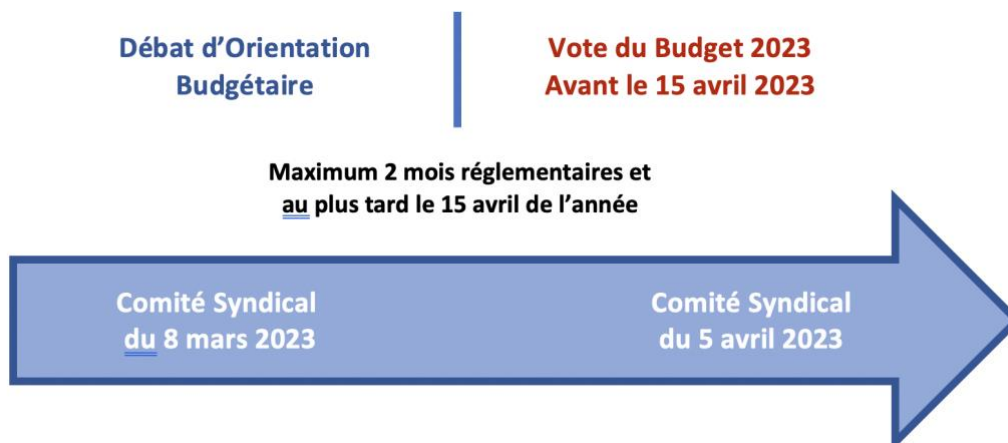 Débat d’Orientation
Budgétaire
Vote du Budget 2023
Avant le 15 avril 2023
Maximum 2 mois réglementaires et
au plus tard le 15 avril de l’année
Comité Syndical
du 8 mars 2023
Comité Syndical
du 5 avril 2023